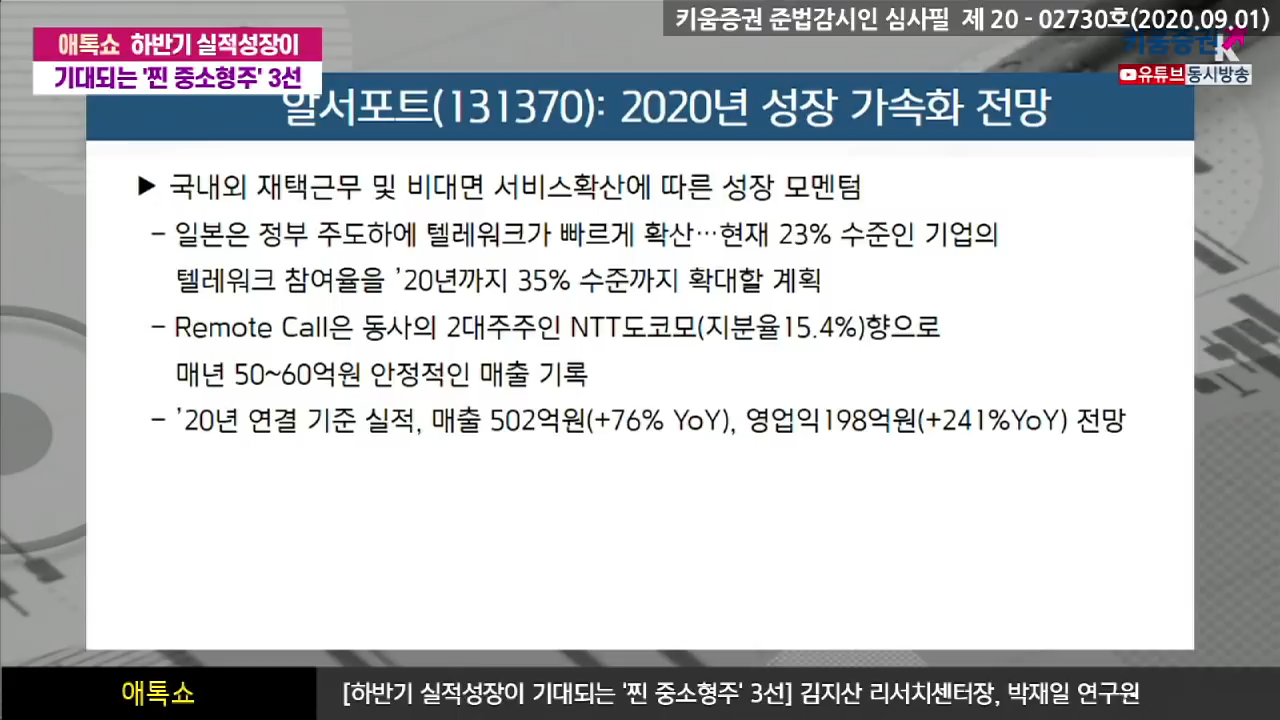 키움증권 준법감시인 심사필 제 20 - 02730호(2020.09.01)
애톡쇼 하반기 실적성장이
기대되는 '찐 중소형주' 3선
키움증권
유튜브동시방송
알서포트(131370): 2020년 성장 가속화 전망
▶ 국내외 재택근무 및 비대면 서비스확산에 따른 성장 모멘텀
- 일본은 정부 주도하에 텔레워크가 빠르게 확산…현재 23% 수준인 기업의
텔레워크 참여율을 ’20년까지 35% 수준까지 확대할 계획
- Remote Call은 동사의 2대주주인 NTT도코모(지분율15.4%)향으로
매년 50~60억원 안정적인 매출 기록
- ’20년 연결 기준 실적, 매출 502억원(+76% YoY), 영업익198억원(+241%YoY) 전망
애톡쇼
[하반기 실적성장이 기대되는 '찐 중소형주' 3선] 김지산 리서치센터장, 박재일 연구원